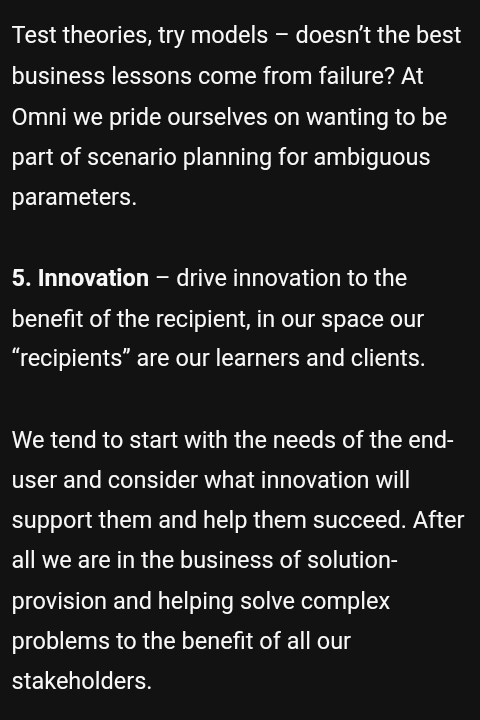 Test theories, try models – doesn’t the best
business lessons come from failure? At
Omni we pride ourselves on wanting to be
part of scenario planning for ambiguous
parameters.
5. Innovation – drive innovation to the
benefit of the recipient, in our space our
“recipients” are our learners and clients.
We tend to start with the needs of the end-
user and consider what innovation will
support them and help them succeed. After
all we are in the business of solution-
provision and helping solve complex
problems to the benefit of all our
stakeholders.